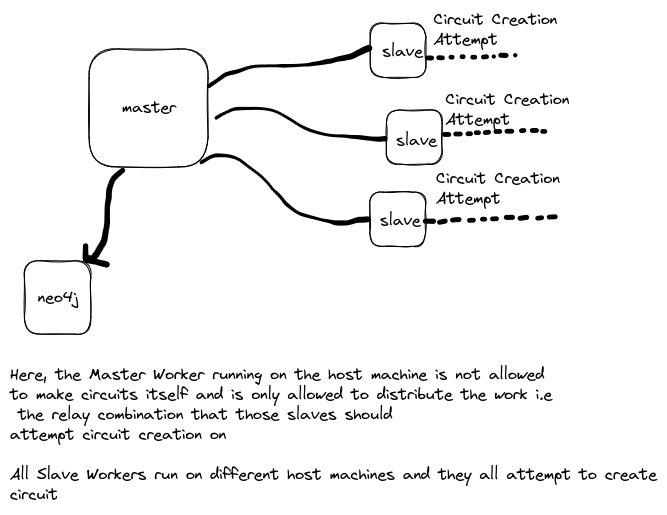 Circuit Creation
Attempt
slave
master
Circuit Creation
Attempt
slave
Circuit Creation
Attempt
slave
neo4j
Here, the Master Worker running on the host machine is not allowed
to make circuits itself and is only allowed to distribute the work i.e
the relay combination that those slaves should
attempt circuit creation on
All Slave Workers run on different host machines and they all attempt to create
circuit